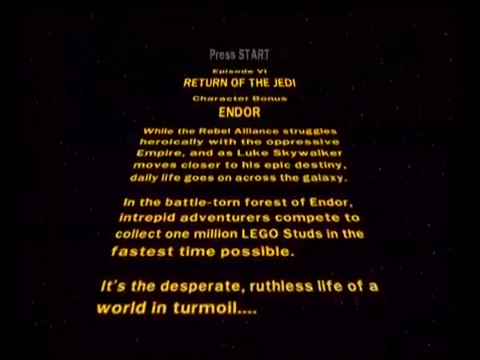 Press START
Episode VI
RETURN OF THE JEDI
Character Bonus
ENDOR
While the Rebel Alliance struggles
heroically with the oppressive
Empire, and as Luke Skywalker
moves closer to his epic destiny,
daily life goes on across the galaxy.
In the battle-torn forest of Endor,
intrepid adventurers compete to
collect one million LEGO Studs in the
fastest time possible.
It's the desperate, ruthless life of a
world in turmoil....